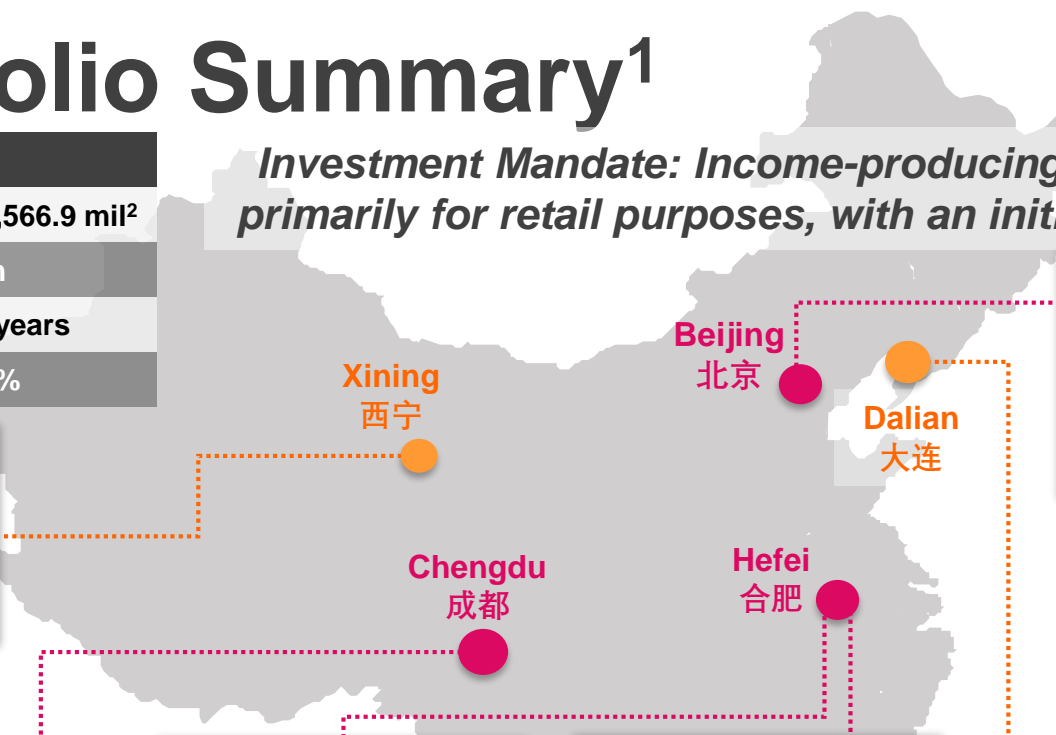 olio Summary¹
Investment Mandate: Income-producing
primarily for retail purposes, with an initi
,566.9 mil²
years
%
Beijing
北京
Xining
西宁
Dalian
大连
Chengdu
成都
Hefei
合肥